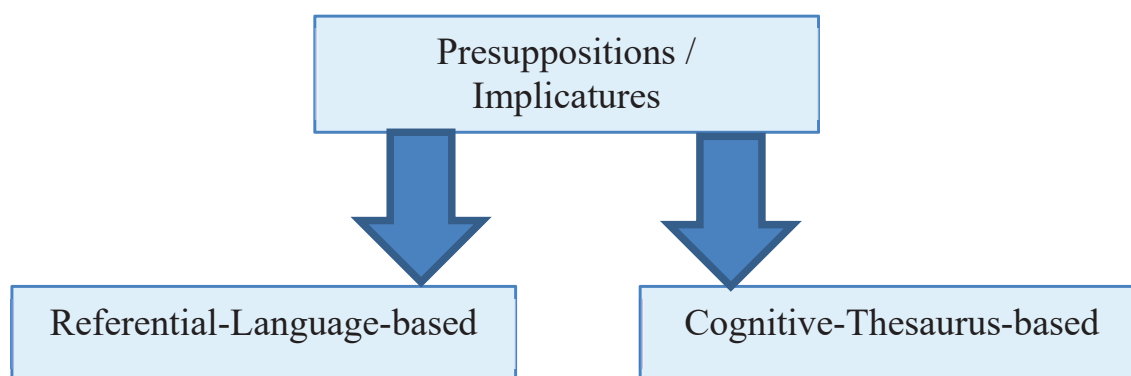 Presuppositions /
Implicatures
Referential-Language-based
Cognitive-Thesaurus-based